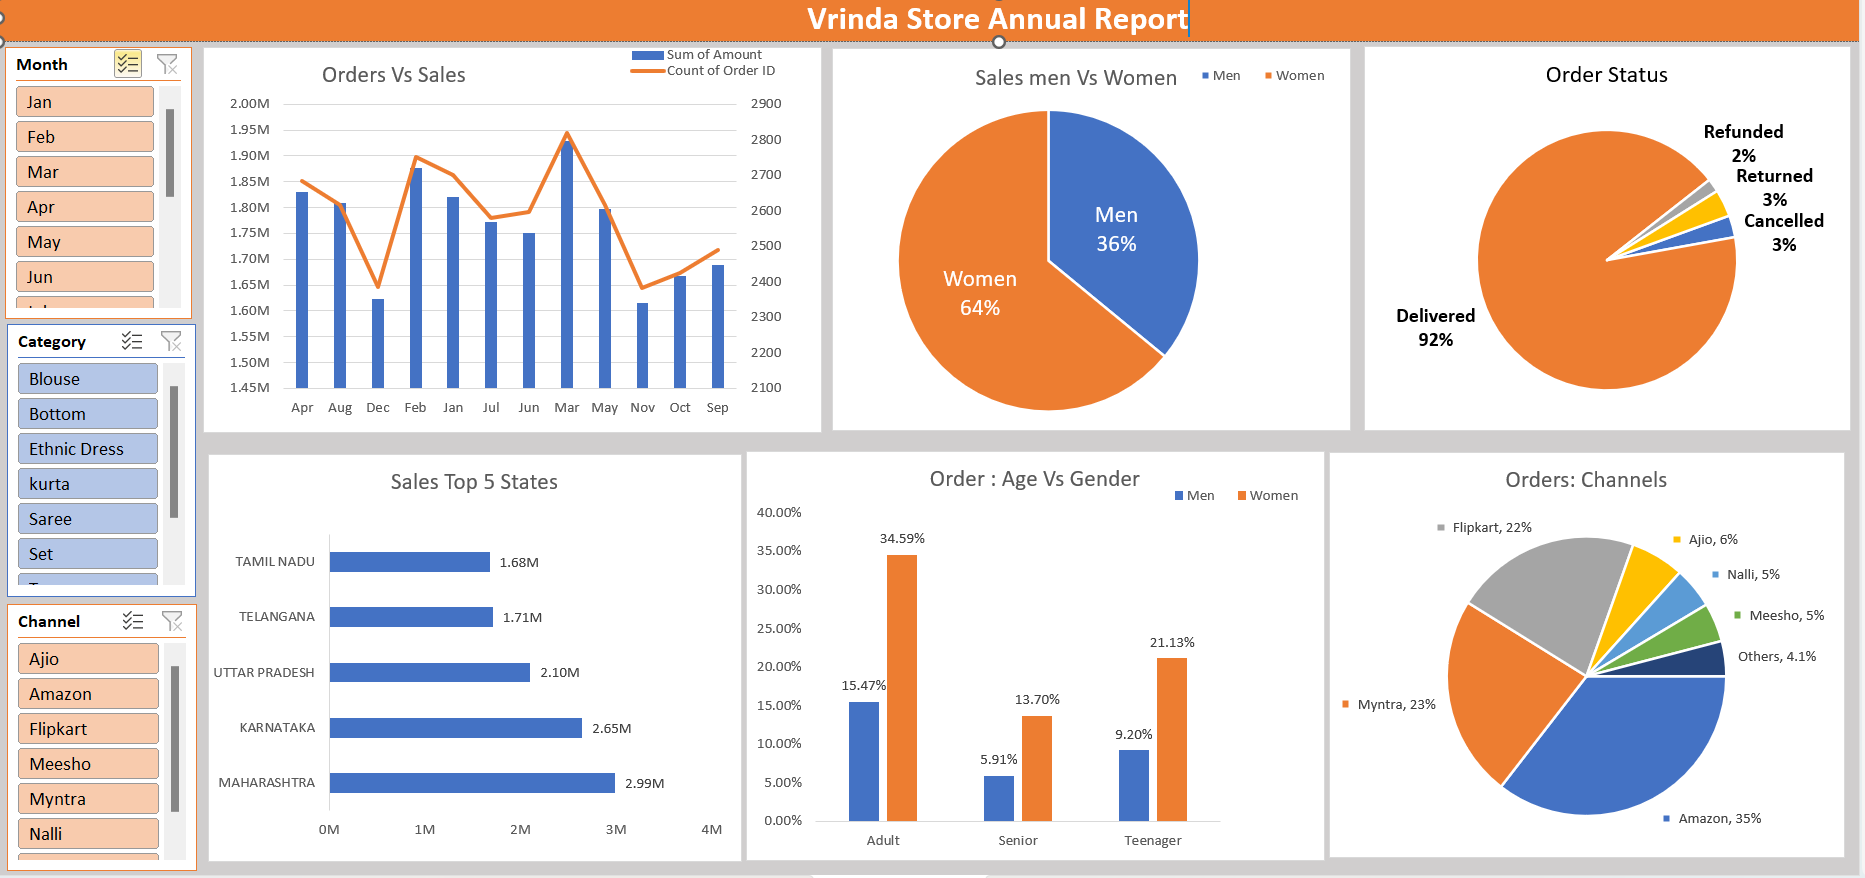 Vrinda Store Annual Report
Month
Jan
Feb
Mar
Apr
May
Jun
Category
Blouse
Bottom
Ethnic Dress
kurta
Saree
Set
Channel
Ajio
Amazon
Flipkart
Meesho
Myntra
Nalli
Orders Vs Sales
Sum of Amount
Count of Order ID
2.00M
1.95M
1.90M
1.85M
1.80M
1.75M
1.70M
1.65M
1.60M
1.55M
1.50M
1.45M
2900
2800
2700
2600
2500
2400
2300
2200
2100
Apr Aug Dec Feb Jan Jul Jun Mar May Nov Oct Sep
Sales men Vs Women
Men Women
Men
36%
Women
64%
Order Status
Refunded
2%
Returned
3%
Cancelled
3%
Delivered
92%
Sales Top 5 States
TAMIL NADU 1.68M
TELANGANA 1.71M
UTTAR PRADESH 2.10M
KARNATAKA 2.65M
MAHARASHTRA 2.99M
0M 1M 2M 3M 4M
Order : Age Vs Gender
Men Women
40.00%
35.00%
30.00%
25.00%
20.00%
15.00%
10.00%
5.00%
0.00%
15.47% 34.59%
5.91% 13.70%
9.20% 21.13%
Adult Senior Teenager
Orders: Channels
Flipkart, 22%
Ajio, 6%
Nalli, 5%
Meesho, 5%
Others, 4.1%
Myntra, 23%
Amazon, 35%